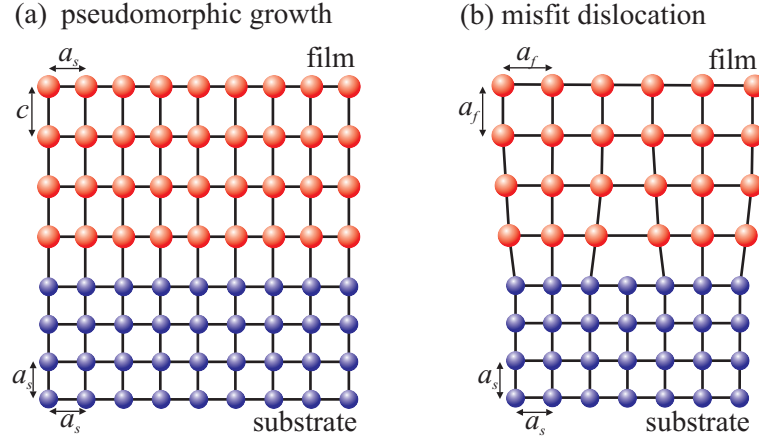 (a) pseudomorphic growth
a_s
film
c
a_s
a_s
substrate
(b) misfit dislocation
a_f
film
a_f
a_s
a_s
substrate